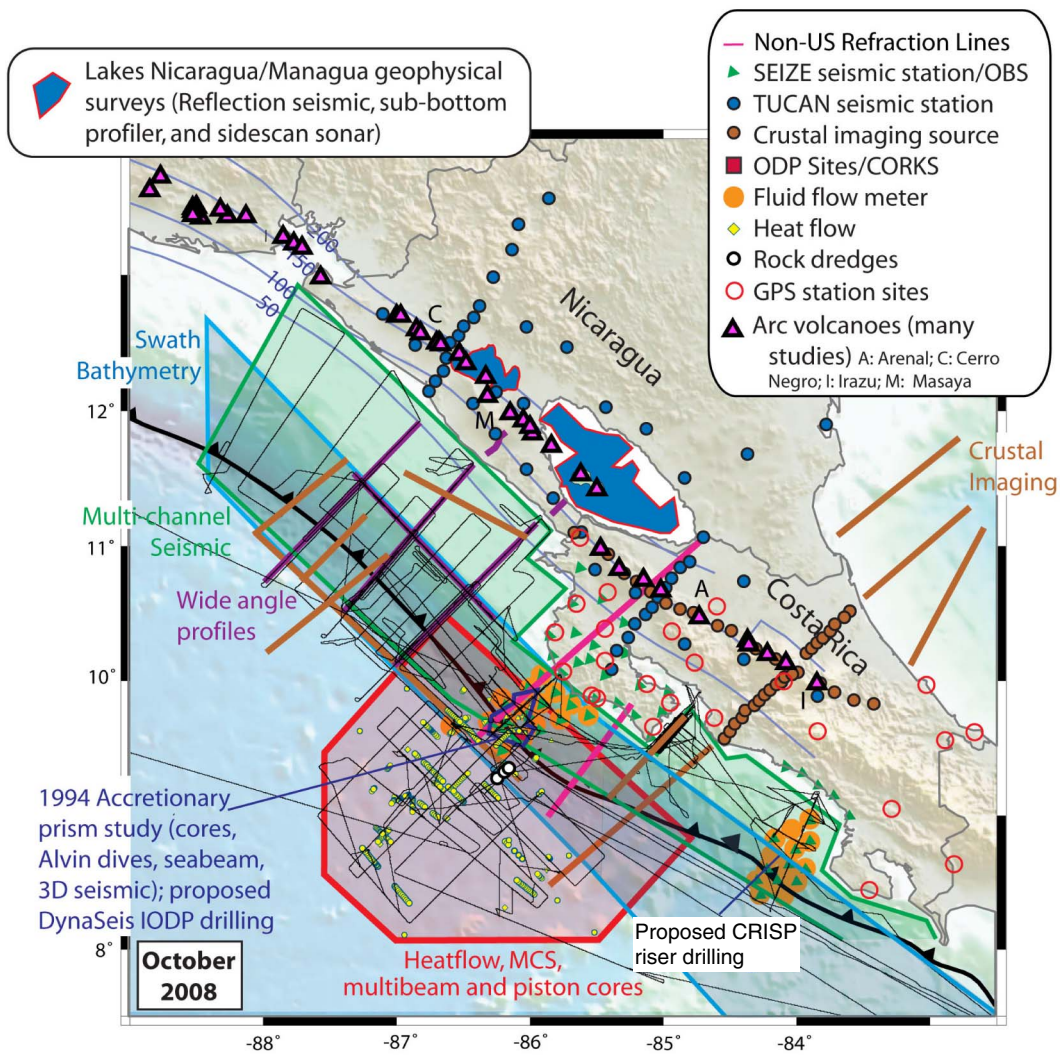 Lakes Nicaragua/Managua geophysical
surveys (Reflection seismic, sub-bottom
profiler, and sidescan sonar)
Non-US Refraction Lines
SEIZE seismic station/OBS
TUCAN seismic station
Crustal imaging source
ODP Sites/CORKS
Fluid flow meter
Heat flow
Rock dredges
GPS station sites
Arc volcanoes (many
studies) A: Arenal; C: Cerro
Negro; I: Irazu; M: Masaya
200
150
100
50
C
Nicaragua
Swath
Bathymetry
12°
M
Crustal
Imaging
Multi-channel
Seismic
11°
Wide angle
profiles
A
Costa Rica
10°
I
1994 Accretionary
prism study (cores,
Alvin dives, seabeam,
3D seismic); proposed
DynaSeis IODP drilling
Proposed CRISP
riser drilling
8°
October
2008
Heatflow, MCS,
multibeam and piston cores
-88°
-87°
-86°
-85°
-84°